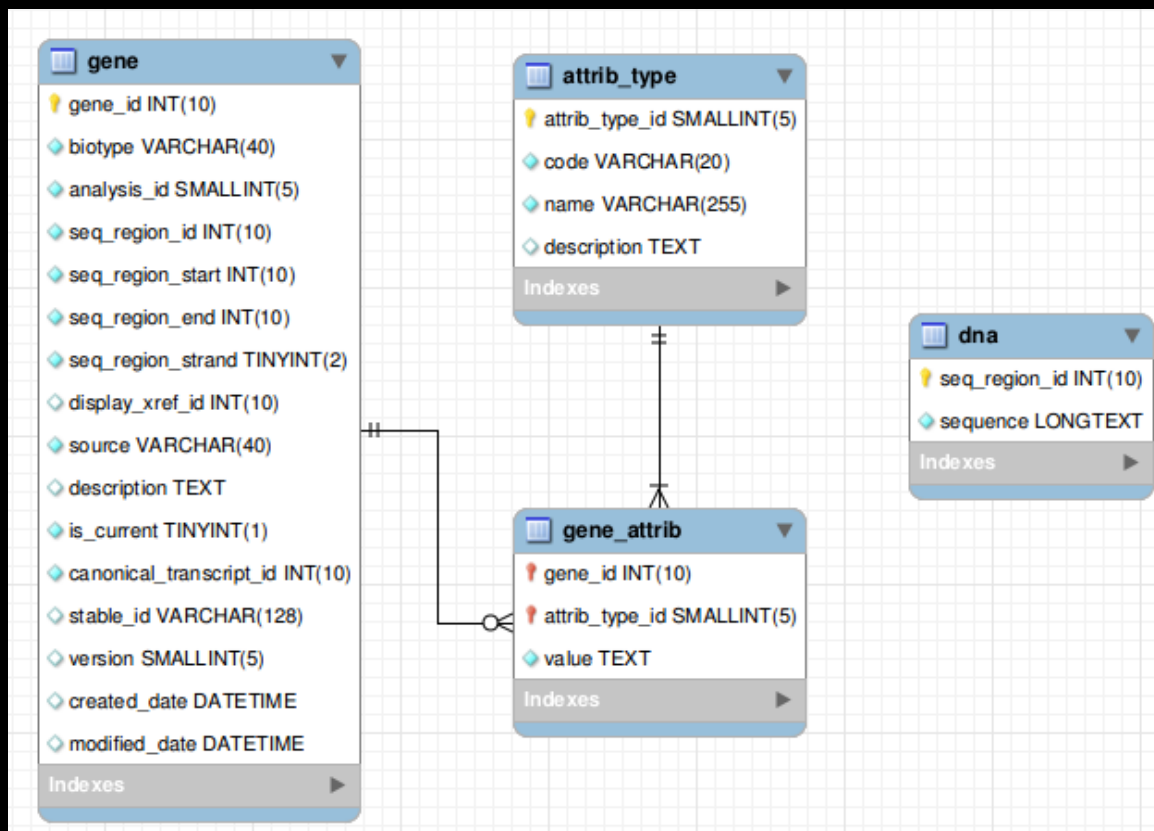 gene
gene_id INT(10)
biotype VARCHAR(40)
analysis_id SMALLINT(5)
seq_region_id INT(10)
seq_region_start INT(10)
seq_region_end INT(10)
seq_region_strand TINYINT(2)
display_xref_id INT(10)
source VARCHAR(40)
description TEXT
is_current TINYINT(1)
canonical_transcript_id INT(10)
stable_id VARCHAR(128)
version SMALLINT(5)
created_date DATETIME
modified_date DATETIME
Indexes
attrib_type
attrib_type_id SMALLINT(5)
code VARCHAR(20)
name VARCHAR(255)
description TEXT
Indexes
gene_attrib
gene_id INT(10)
attrib_type_id SMALLINT(5)
value TEXT
Indexes
dna
seq_region_id INT(10)
sequence LONGTEXT
Indexes